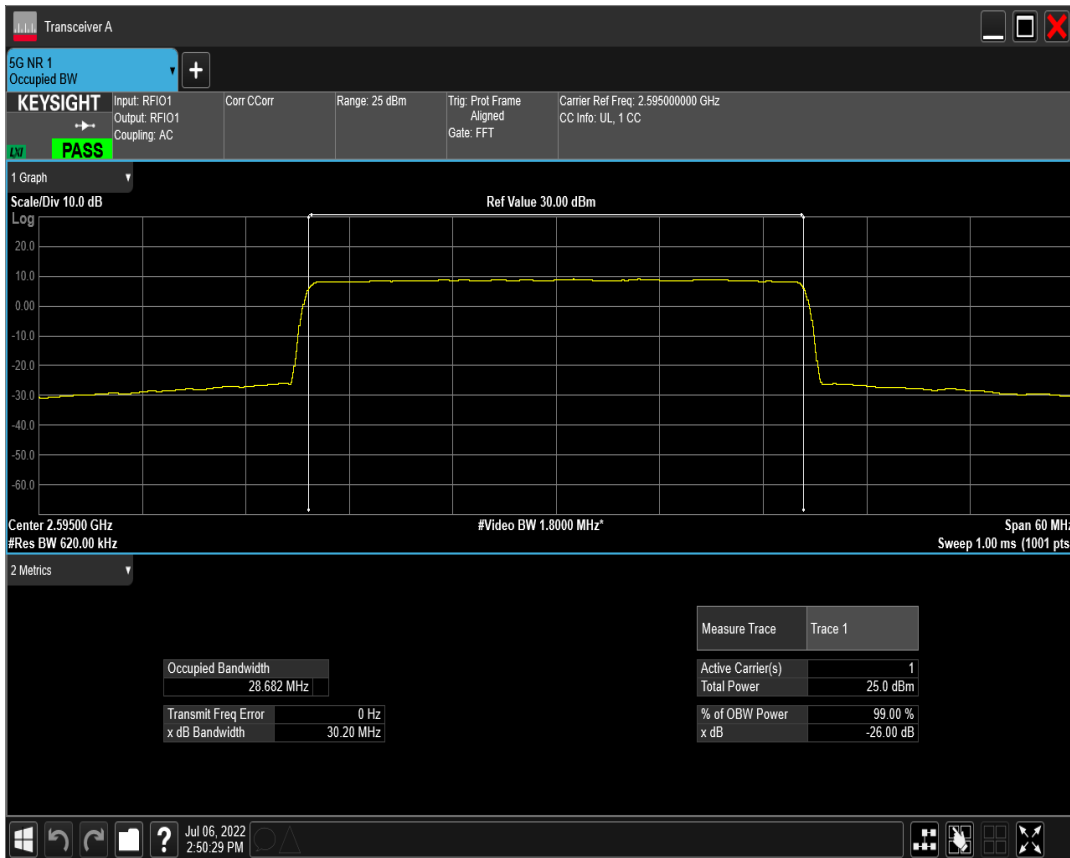 Transceiver A
5G NR 1
Occupied BW
KEYSIGHT
LXI
PASS
Input: RFIO1
Output: RFIO1
Coupling: AC
Corr CCorr
Range: 25 dBm
Trig: Prot Frame
Aligned
Gate: FFT
Carrier Ref Freq: 2.595000000 GHz
CC Info: UL, 1 CC
1 Graph
Scale/Div 10.0 dB
Ref Value 30.00 dBm
Log
20.0
10.0
0.00
-10.0
-20.0
-30.0
-40.0
-50.0
-60.0
Center 2.59500 GHz
#Video BW 1.8000 MHz*
Span 60 MHz
#Res BW 620.00 kHz
Sweep 1.00 ms (1001 pts
2 Metrics
Measure Trace Trace 1
Occupied Bandwidth
28.682 MHz
Active Carrier(s) 1
Total Power 25.0 dBm
Transmit Freq Error 0 Hz
x dB Bandwidth 30.20 MHz
% of OBW Power 99.00 %
x dB -26.00 dB
?
Jul 06, 2022
2:50:29 PM